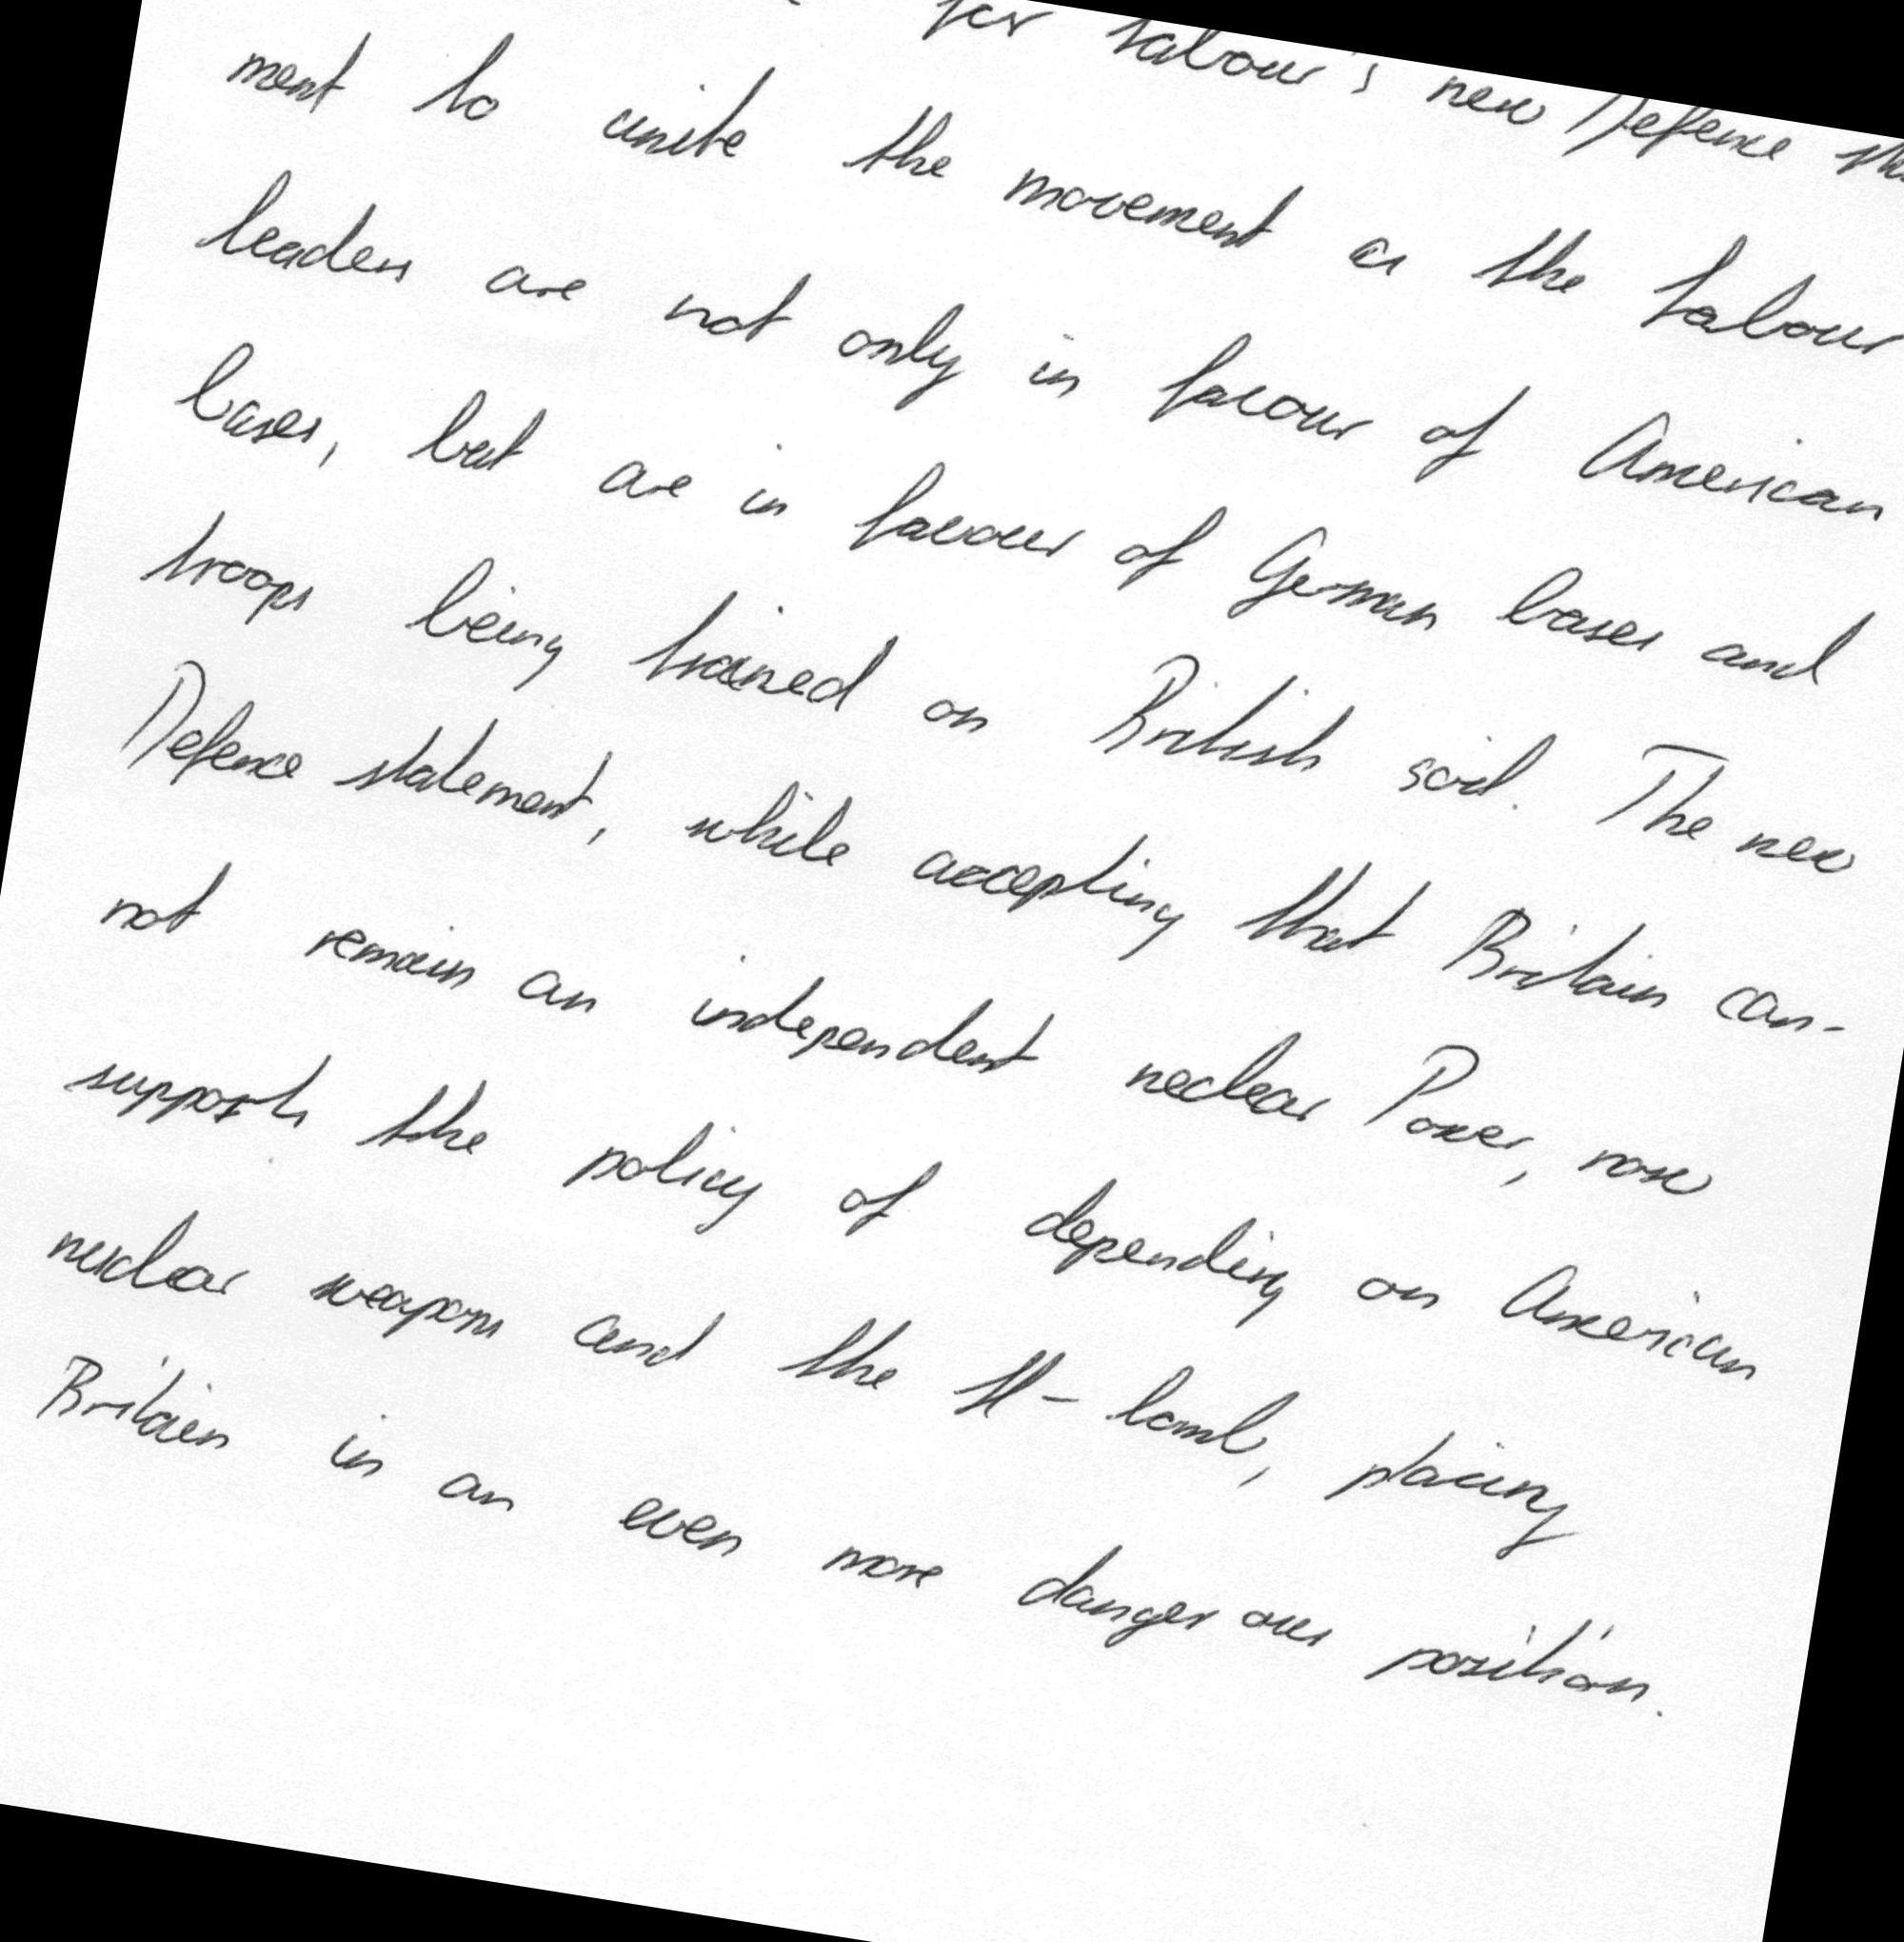 for Labour's new Defence
ment to unite the movement as the Labour
leaders are not only in favour of American
bases, but are in favour of German bases and
troops being trained on British soil. The new
Defence statement, while accepting that Britain can-
not remain an independent nuclear Power, now
supports the policy of depending on American
nuclear weapons and the H-bomb, placing
Britain in an even more dangerous position.